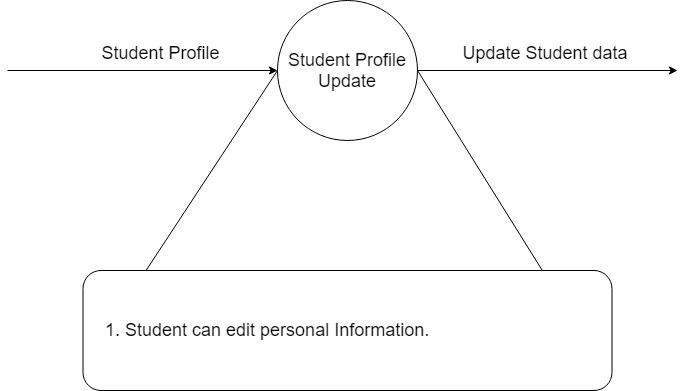 Student Profile
Student Profile
Update
Update Student data
1. Student can edit personal Information.